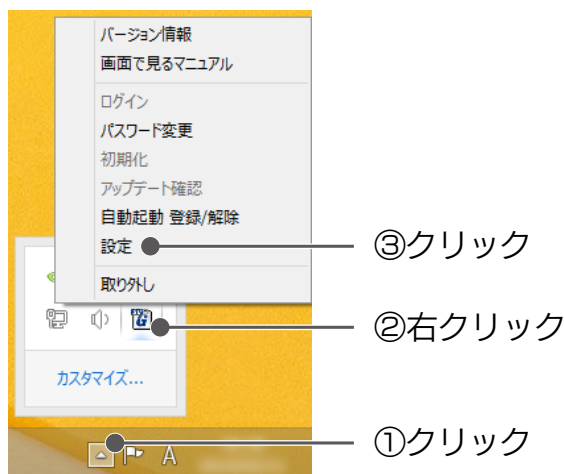 バージョン情報
画面で見るマニュアル
ログイン
パスワード変更
初期化
アップデート確認
自動起動 登録/解除
設定
③クリック
取り外し
②右クリック
カスタマイズ...
①クリック
A